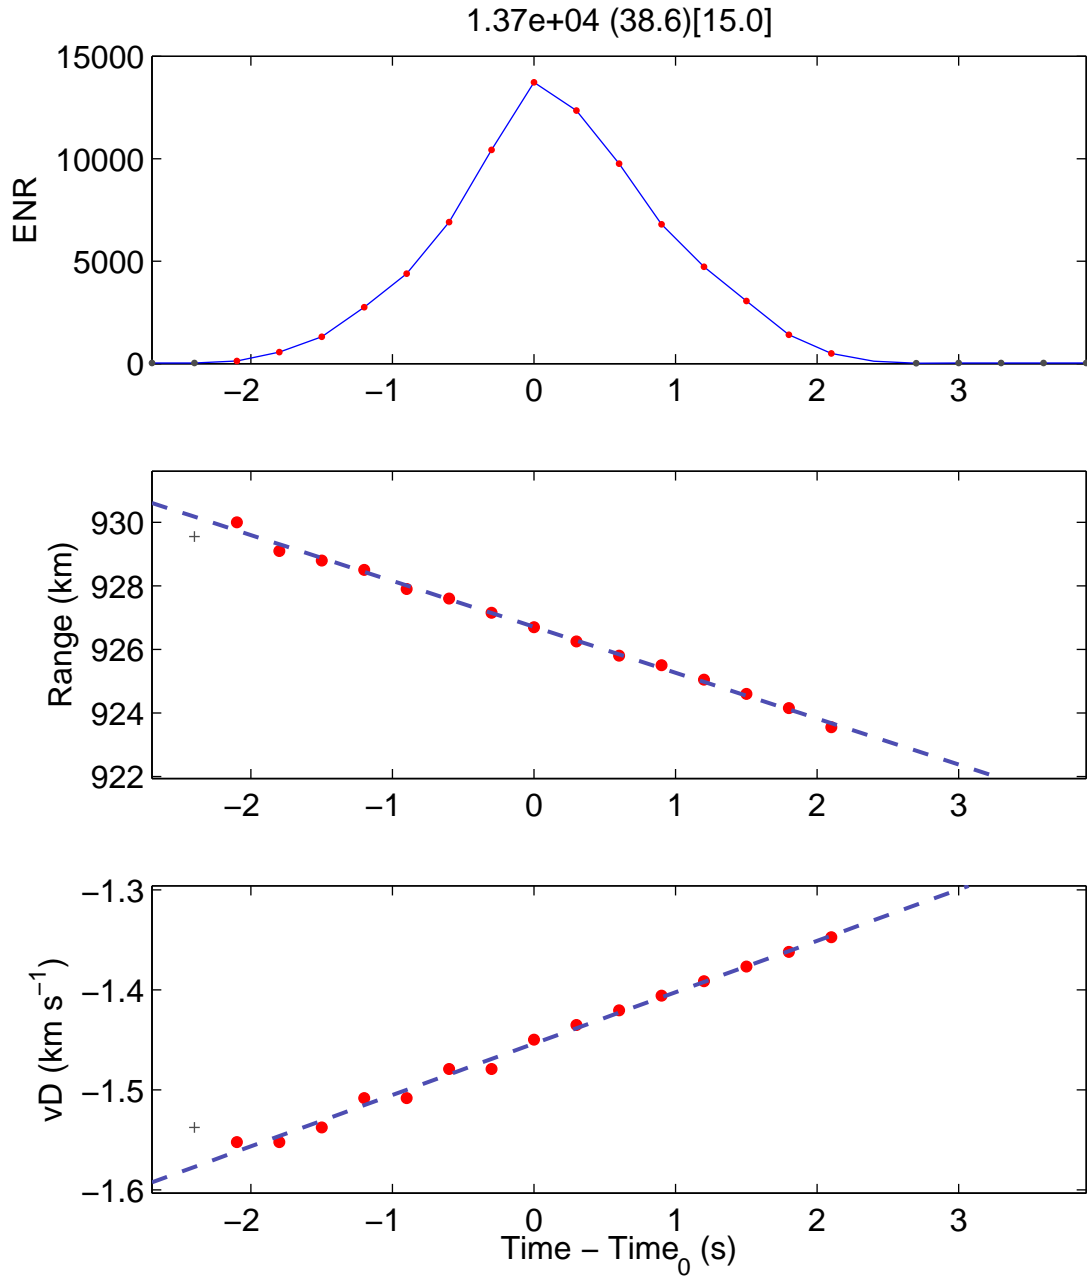 1.37e+04 (38.6)[15.0]
15000
10000
5000
0
ENR
−2 −1 0 1 2 3
930
928
926
924
922
Range (km)
−2 −1 0 1 2 3
−1.3
−1.4
−1.5
−1.6
vD (km s⁻¹)
−2 −1 0 1 2 3
Time − Time₀ (s)